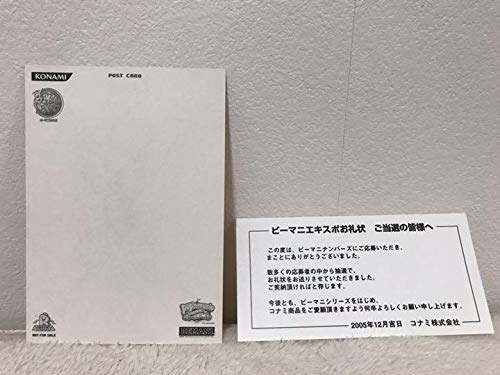 KONAMI
POST CARD
NOT FOR SALE
BEMANI
ビーマニエキスポお礼状 ご当選の皆様へ
この度は、ビーマニナンバーズにご応募いただき、
まことにありがとうございました。
数多くの応募者の中から抽選で、
お礼状をお送りさせていただきました。
ご笑納頂ければと存じます。
今後とも、ビーマニシリーズをはじめ、
コナミ商品をご愛顧頂きますよう何卒よろしくお願い申し上げます。
2005年12月吉日 コナミ株式会社